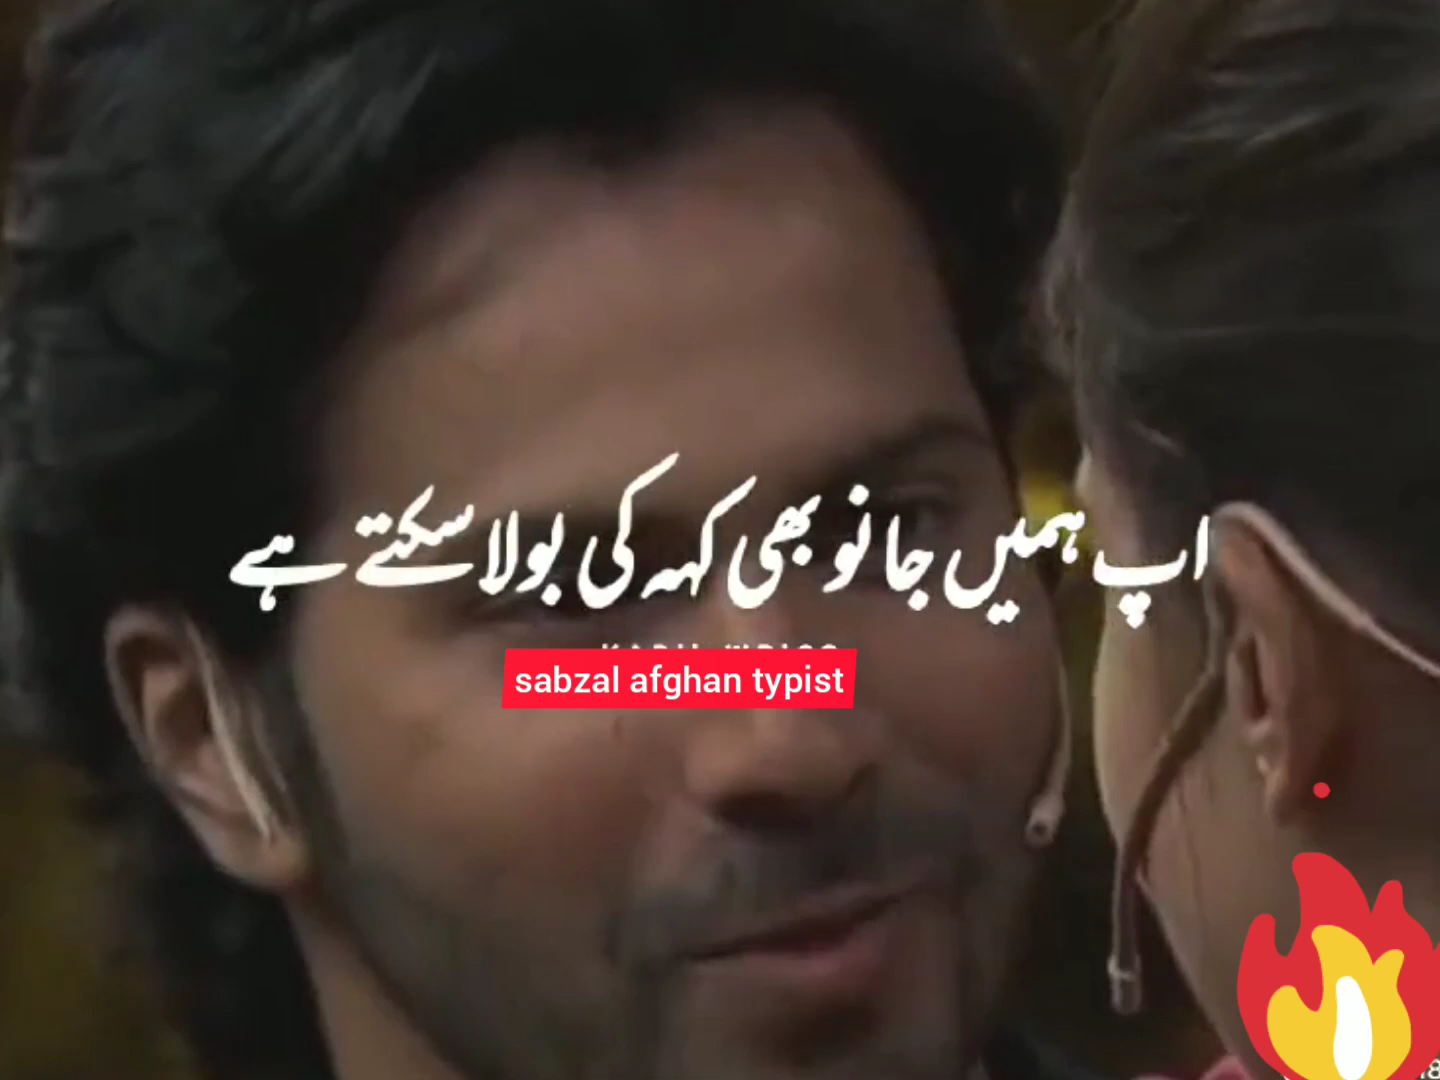 اپ ہمیں جانو بھی کہہ کی بولا سکتے ہے
sabzal afghan typist